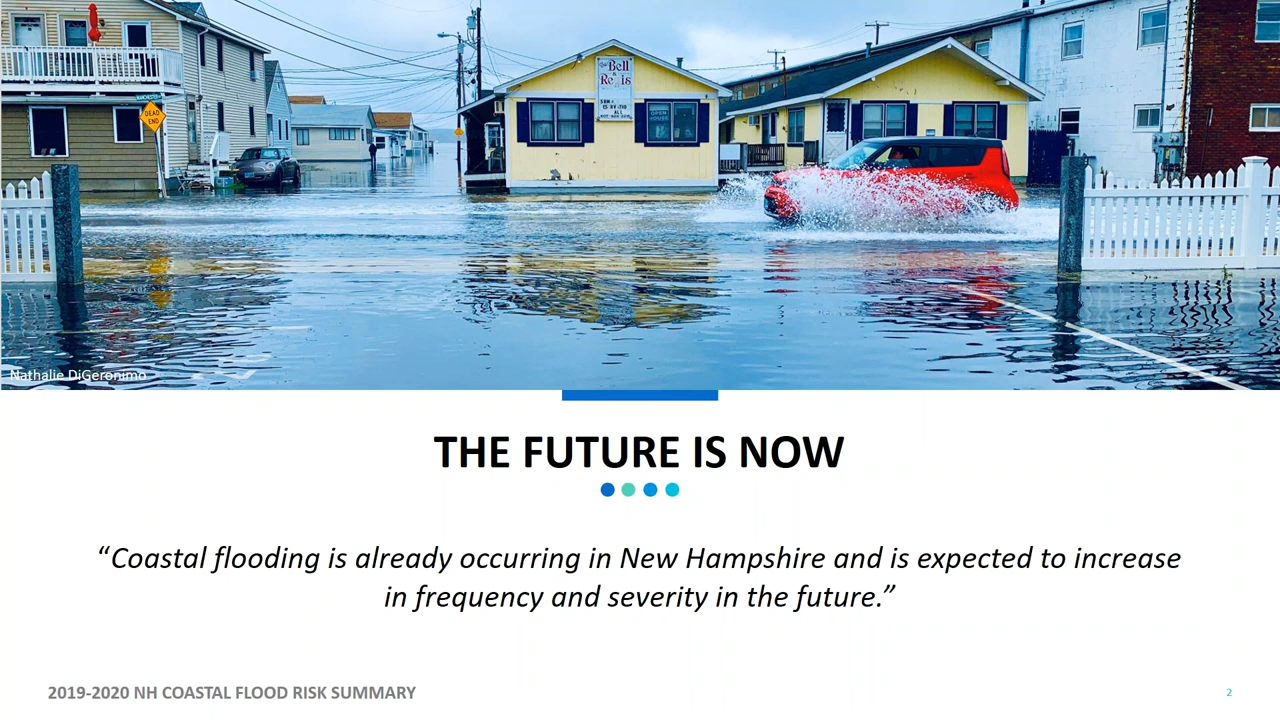 DEAD
END
Bell
OPEN
HOUSE
Nathalie DiGeronimo
THE FUTURE IS NOW
“Coastal flooding is already occurring in New Hampshire and is expected to increase
in frequency and severity in the future.”
2019-2020 NH COASTAL FLOOD RISK SUMMARY
2